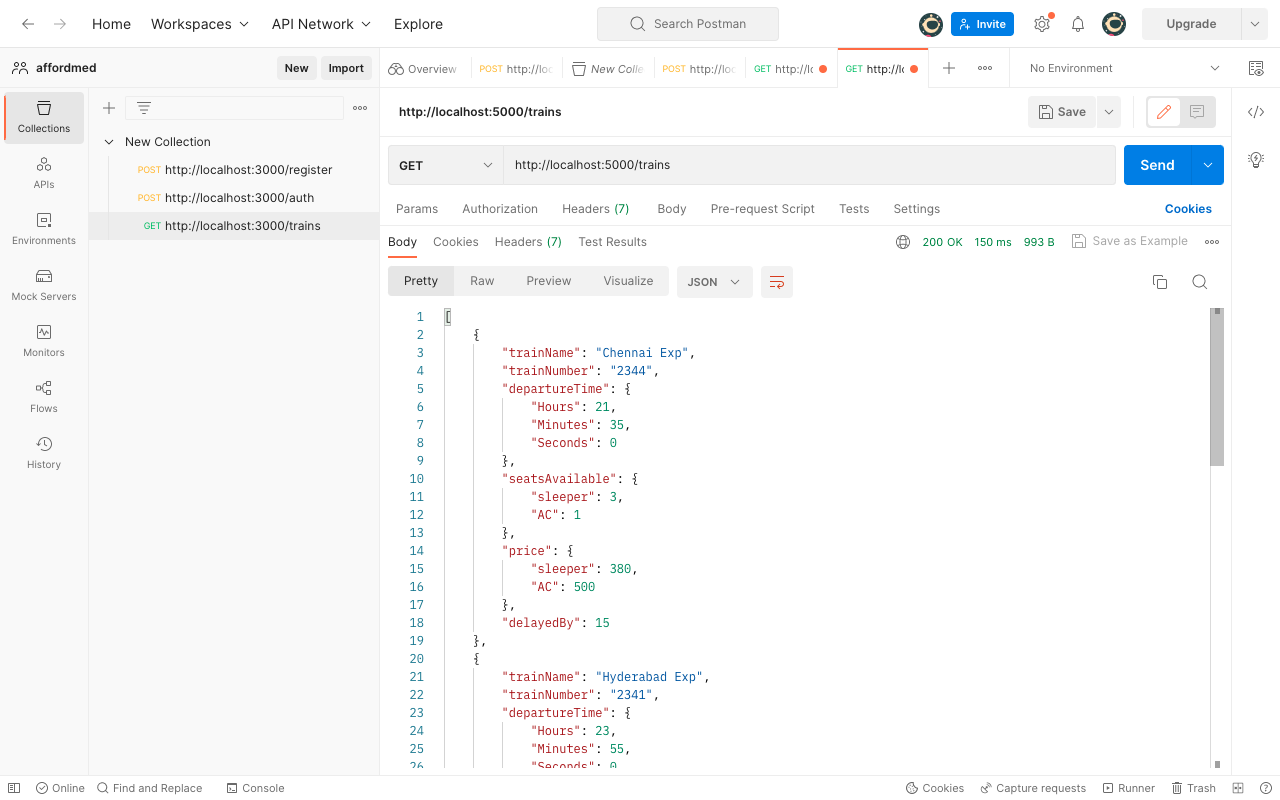 Home Workspaces API Network Explore Search Postman Invite Upgrade
affordmed New Import Overview POST http://loc New Colle POST http://loc GET http://lo GET http://lo No Environment
Collections
APIs
Environments
Mock Servers
Monitors
Flows
History
New Collection
POST http://localhost:3000/register
POST http://localhost:3000/auth
GET http://localhost:3000/trains
http://localhost:5000/trains Save
GET http://localhost:5000/trains Send
Params Authorization Headers (7) Body Pre-request Script Tests Settings Cookies
Body Cookies Headers (7) Test Results 200 OK 150 ms 993 B Save as Example
Pretty Raw Preview Visualize JSON
1 [
2 {
3 "trainName": "Chennai Exp",
4 "trainNumber": "2344",
5 "departureTime": {
6 "Hours": 21,
7 "Minutes": 35,
8 "Seconds": 0
9 },
10 "seatsAvailable": {
11 "sleeper": 3,
12 "AC": 1
13 },
14 "price": {
15 "sleeper": 380,
16 "AC": 500
17 },
18 "delayedBy": 15
19 },
20 {
21 "trainName": "Hyderabad Exp",
22 "trainNumber": "2341",
23 "departureTime": {
24 "Hours": 23,
25 "Minutes": 55,
26 "Seconds": 0
Online Find and Replace Console Cookies Capture requests Runner Trash